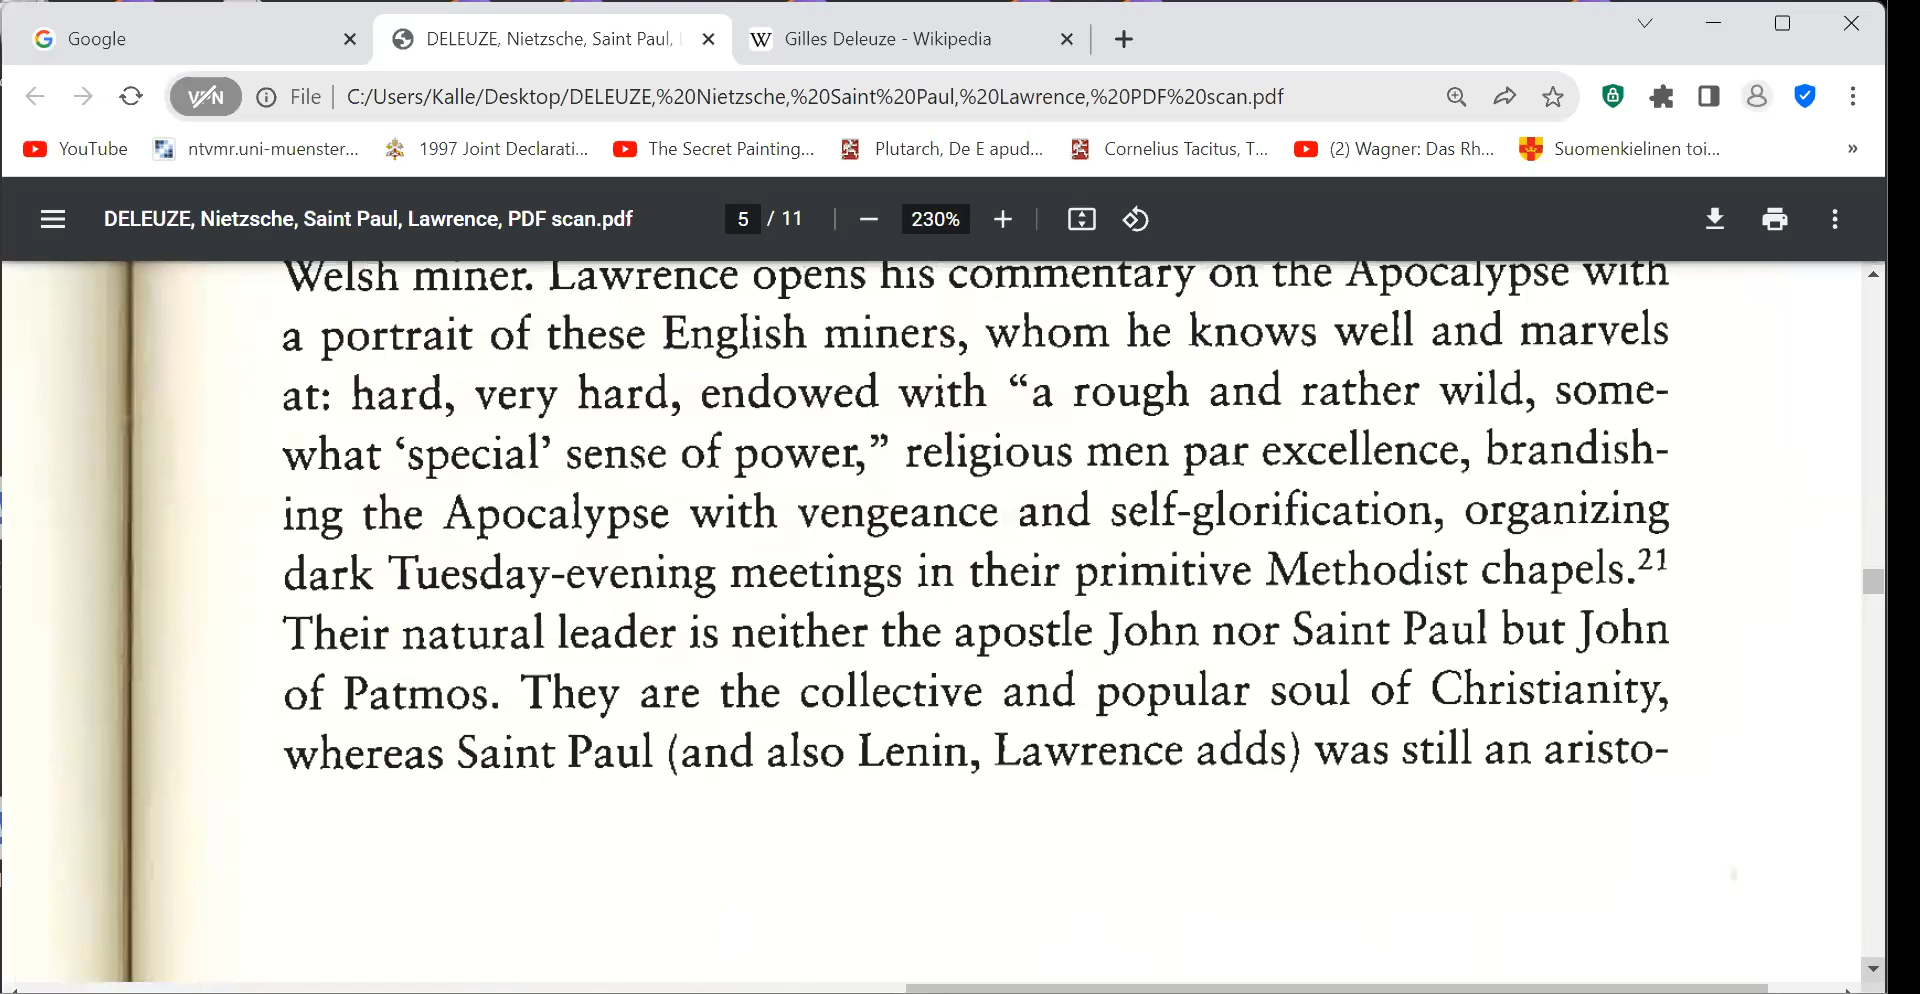 Google
DELEUZE, Nietzsche, Saint Paul,
W Gilles Deleuze - Wikipedia
VPN
File
C:/Users/Kalle/Desktop/DELEUZE,%20Nietzsche,%20Saint%20Paul,%20Lawrence,%20PDF%20scan.pdf
YouTube
ntvmr.uni-muenster...
1997 Joint Declarati...
The Secret Painting...
Plutarch, De E apud...
Cornelius Tacitus, T...
(2) Wagner: Das Rh...
Suomenkielinen toi...
»
DELEUZE, Nietzsche, Saint Paul, Lawrence, PDF scan.pdf
5 / 11
230%
Welsh miner. Lawrence opens his commentary on the Apocalypse with
a portrait of these English miners, whom he knows well and marvels
at: hard, very hard, endowed with “a rough and rather wild, some-
what ‘special’ sense of power,” religious men par excellence, brandish-
ing the Apocalypse with vengeance and self-glorification, organizing
dark Tuesday-evening meetings in their primitive Methodist chapels.21
Their natural leader is neither the apostle John nor Saint Paul but John
of Patmos. They are the collective and popular soul of Christianity,
whereas Saint Paul (and also Lenin, Lawrence adds) was still an aristo-